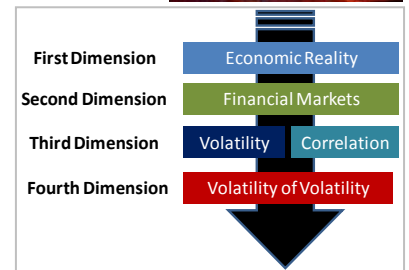 First Dimension Economic Reality
Second Dimension Financial Markets
Third Dimension Volatility Correlation
Fourth Dimension Volatility of Volatility